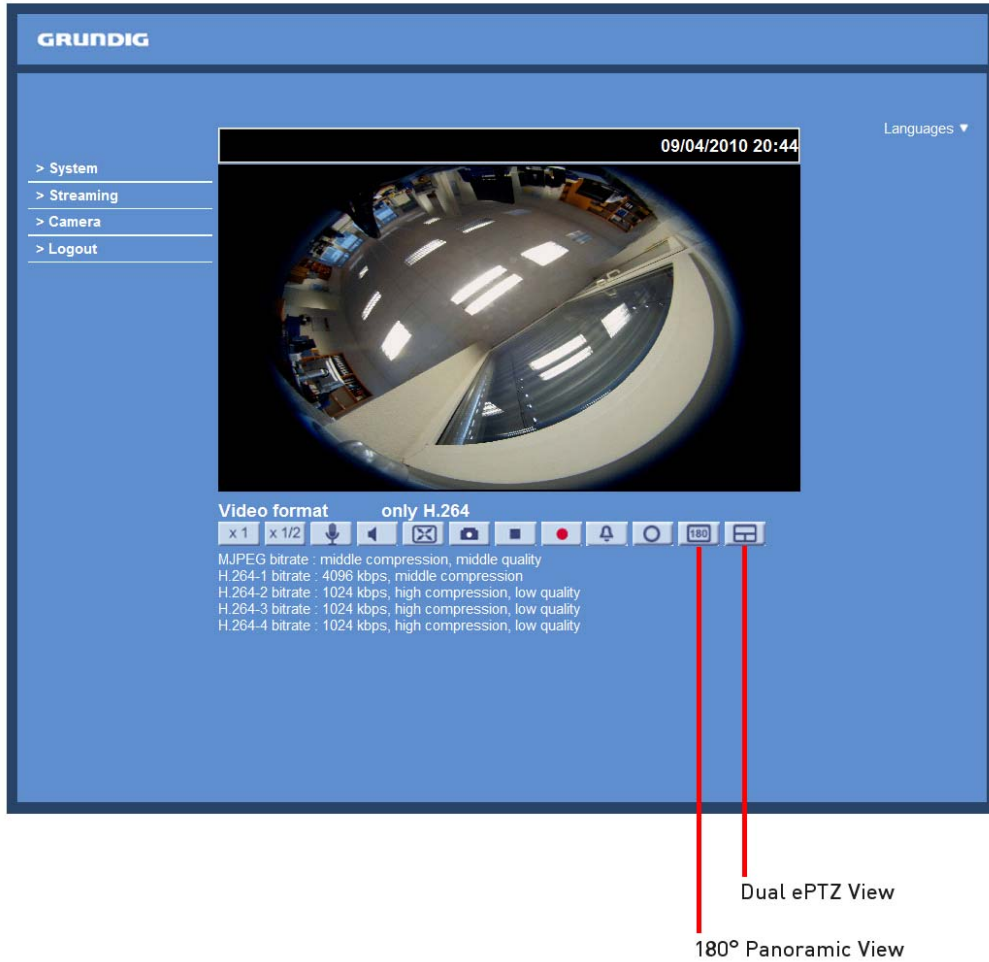 GRUNDIG
Languages ▼
09/04/2010 20:44
> System
> Streaming
> Camera
> Logout
Video format only H.264
x 1 x 1/2 180
MJPEG bitrate : middle compression, middle quality
H.264-1 bitrate : 4096 kbps, middle compression
H.264-2 bitrate : 1024 kbps, high compression, low quality
H.264-3 bitrate : 1024 kbps, high compression, low quality
H.264-4 bitrate : 1024 kbps, high compression, low quality
Dual ePTZ View
180° Panoramic View